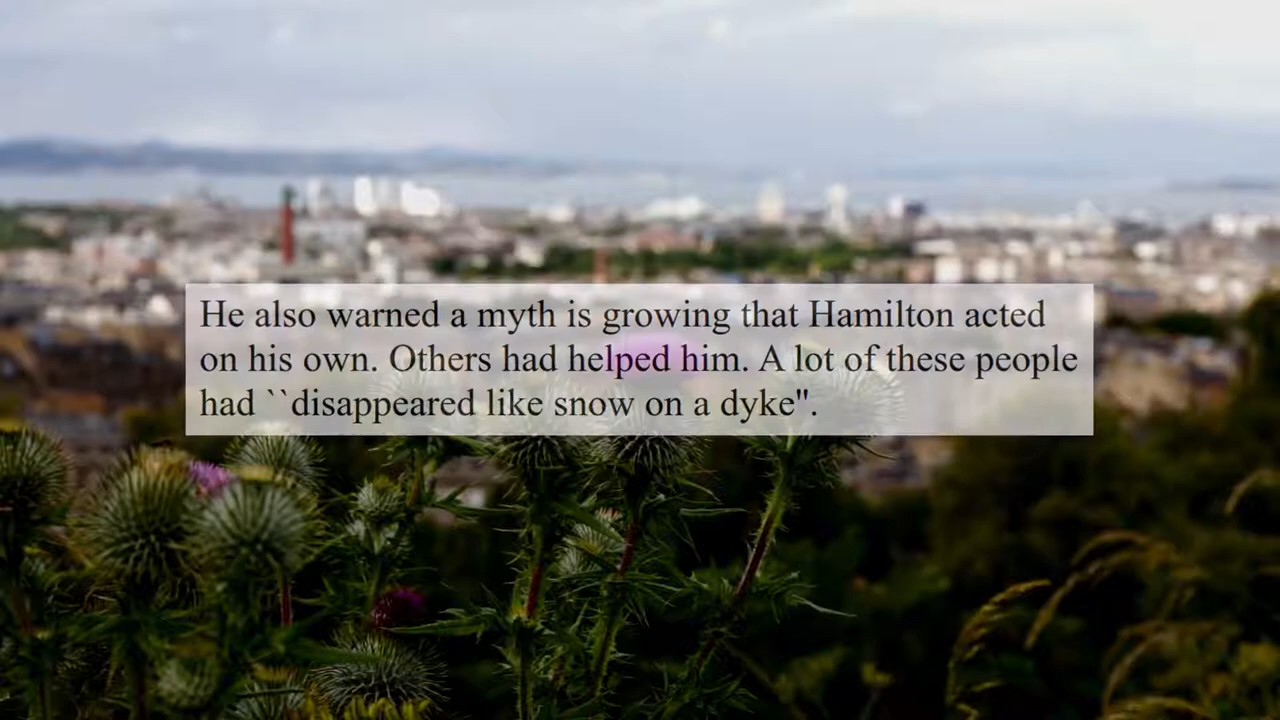 He also warned a myth is growing that Hamilton acted
on his own. Others had helped him. A lot of these people
had ``disappeared like snow on a dyke".